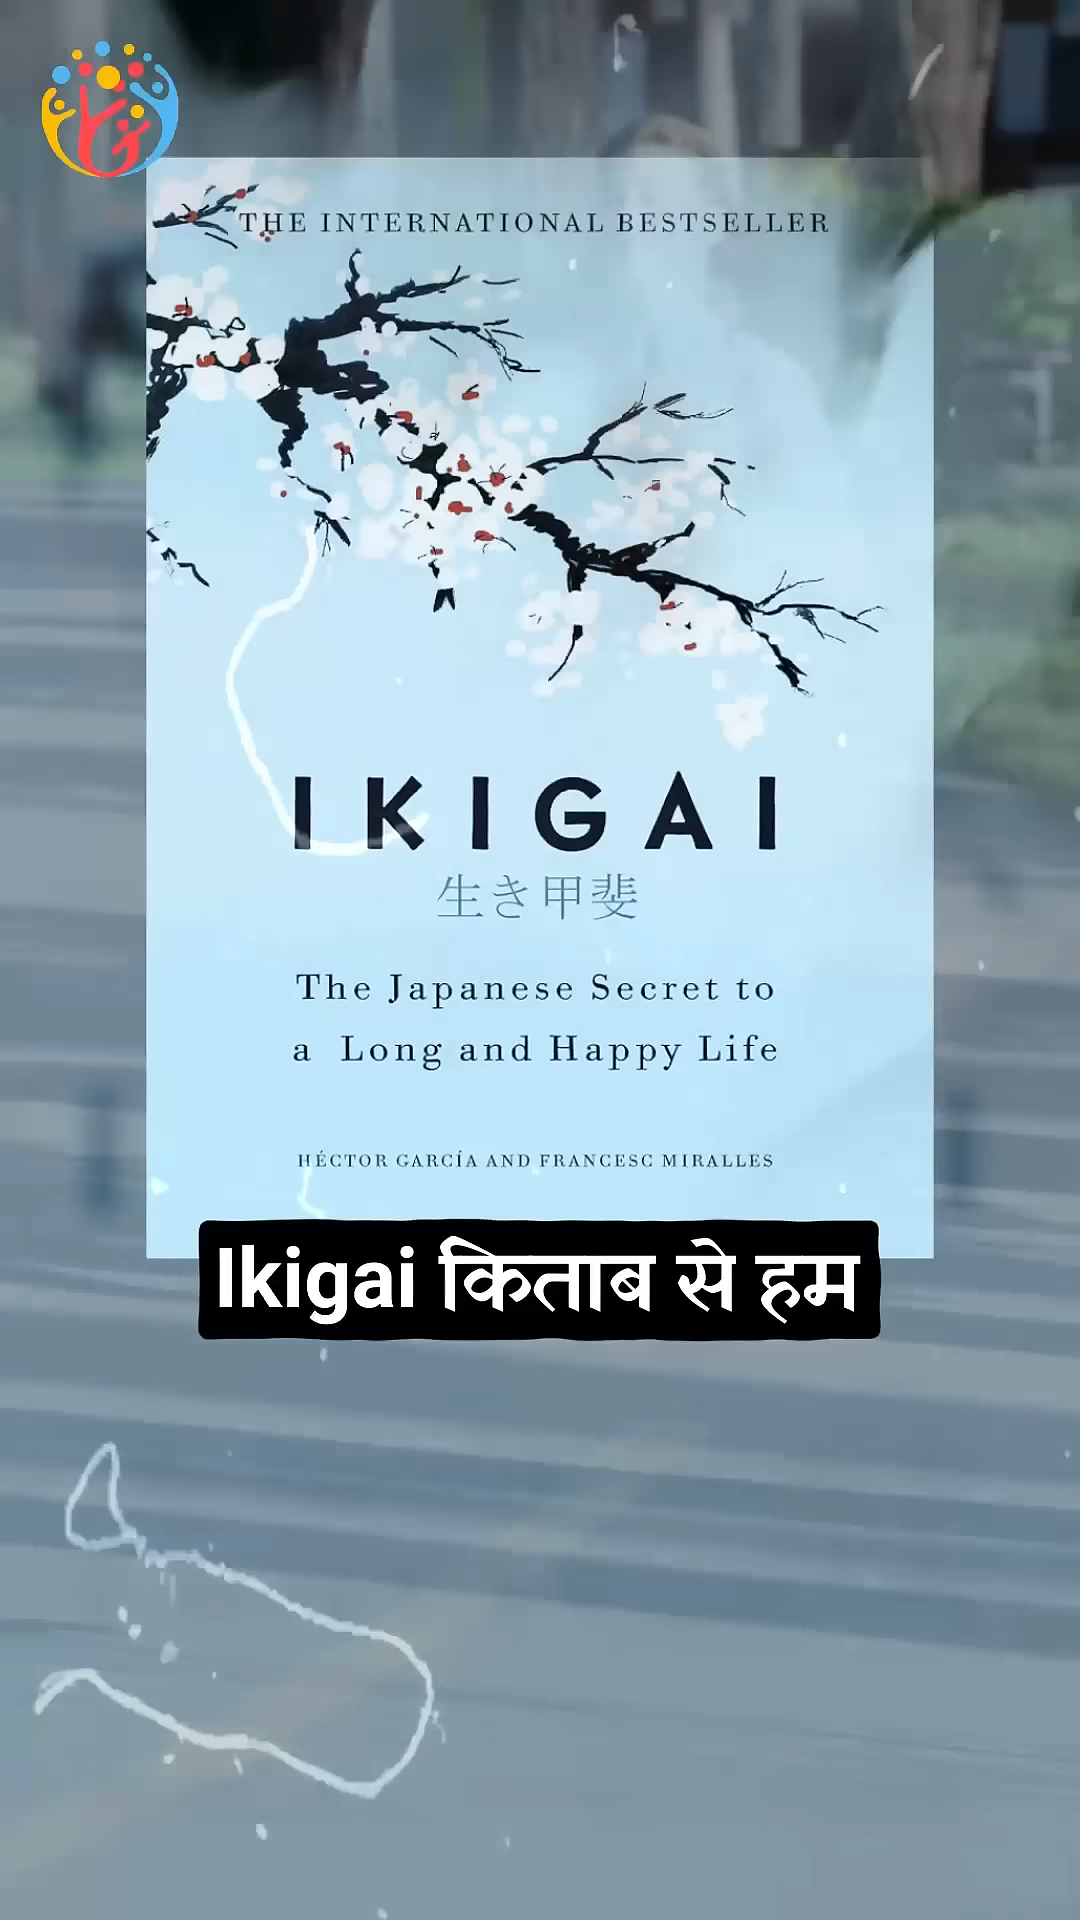 THE INTERNATIONAL BESTSELLER
IKIGAI
生き甲斐
The Japanese Secret to
a Long and Happy Life
HÉCTOR GARCÍA AND FRANCESC MIRALLES
Ikigai किताब से हम